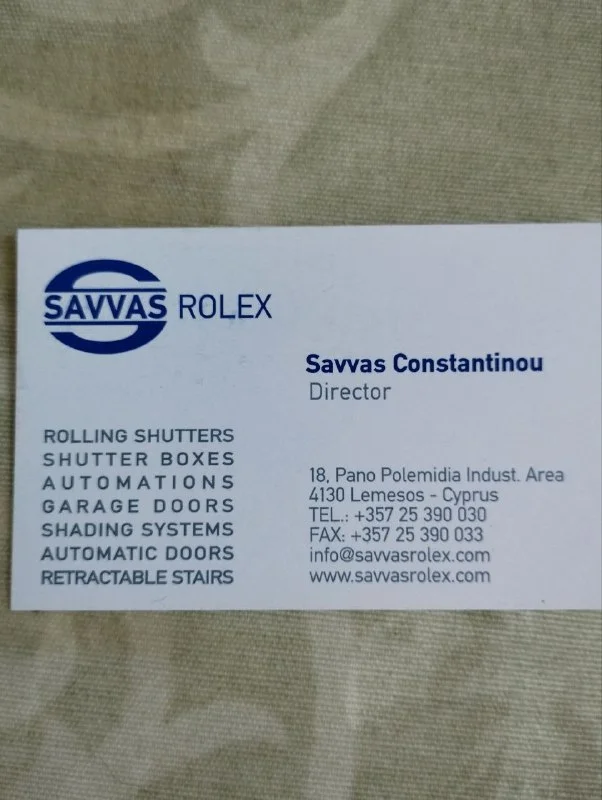 SAVVAS ROLEX
Savvas Constantinou
Director
ROLLING SHUTTERS
SHUTTER BOXES
AUTOMATIONS
GARAGE DOORS
SHADING SYSTEMS
AUTOMATIC DOORS
RETRACTABLE STAIRS
18, Pano Polemidia Indust. Area
4130 Lemesos - Cyprus
TEL.: +357 25 390 030
FAX: +357 25 390 033
info@savvasrolex.com
www.savvasrolex.com